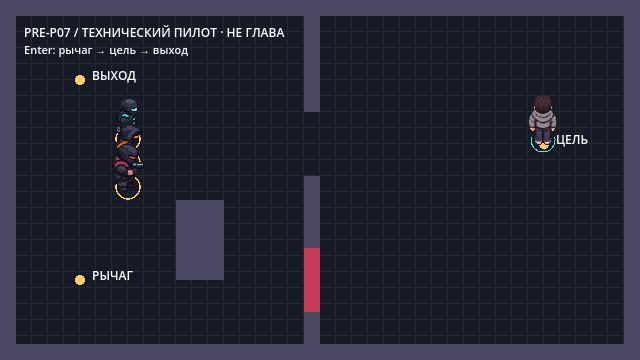 PRE-P07 / ТЕХНИЧЕСКИЙ ПИЛОТ · НЕ ГЛАВА
Enter: рычаг → цель → выход
ВЫХОД
ЦЕЛЬ
РЫЧАГ